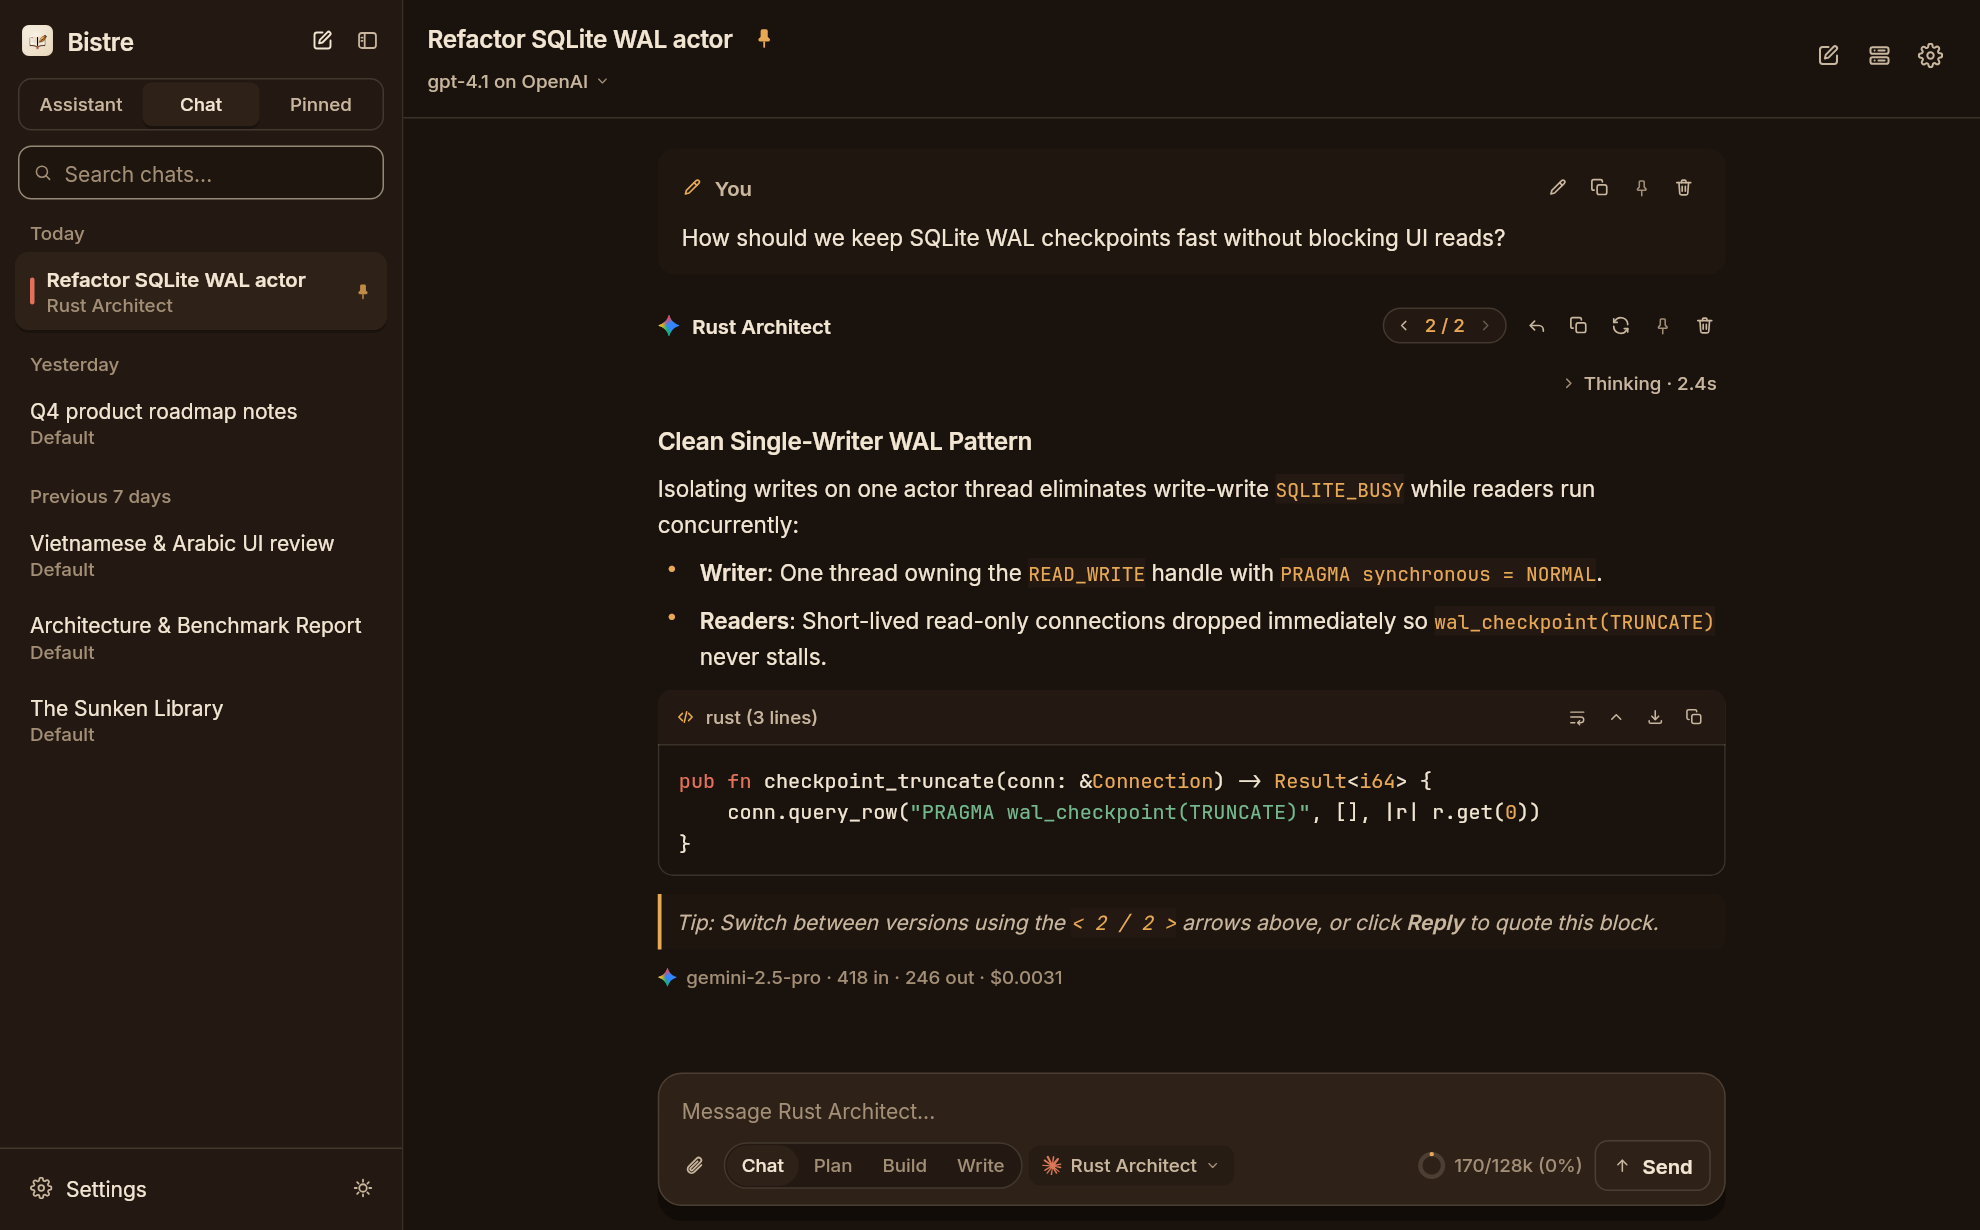 Bistre
Assistant Chat Pinned
Search chats...
Today
Refactor SQLite WAL actor
Rust Architect
Yesterday
Q4 product roadmap notes
Default
Previous 7 days
Vietnamese & Arabic UI review
Default
Architecture & Benchmark Report
Default
The Sunken Library
Default
Settings
Refactor SQLite WAL actor
gpt-4.1 on OpenAI
You
How should we keep SQLite WAL checkpoints fast without blocking UI reads?
Rust Architect
2 / 2
Thinking · 2.4s
Clean Single-Writer WAL Pattern
Isolating writes on one actor thread eliminates write-write SQLITE_BUSY while readers run
concurrently:
• Writer: One thread owning the READ_WRITE handle with PRAGMA synchronous = NORMAL.
• Readers: Short-lived read-only connections dropped immediately so wal_checkpoint(TRUNCATE)
never stalls.
rust (3 lines)
pub fn checkpoint_truncate(conn: &Connection) -> Result<i64> {
    conn.query_row("PRAGMA wal_checkpoint(TRUNCATE)", [], |r| r.get(0))
}
Tip: Switch between versions using the < 2 / 2 > arrows above, or click Reply to quote this block.
gemini-2.5-pro · 418 in · 246 out · $0.0031
Message Rust Architect...
Chat Plan Build Write Rust Architect 170/128k (0%) Send